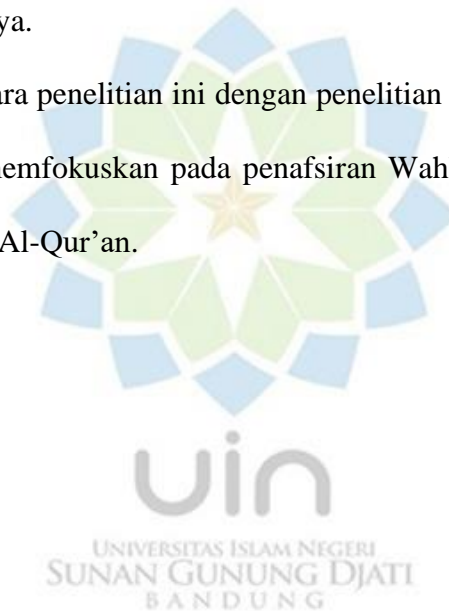 ya.
ara penelitian ini dengan penelitian
memfokuskan pada penafsiran Wah
Al-Qur'an.
uin
UNIVERSITAS ISLAM NEGERI
SUNAN GUNUNG DJATI
BANDUNG